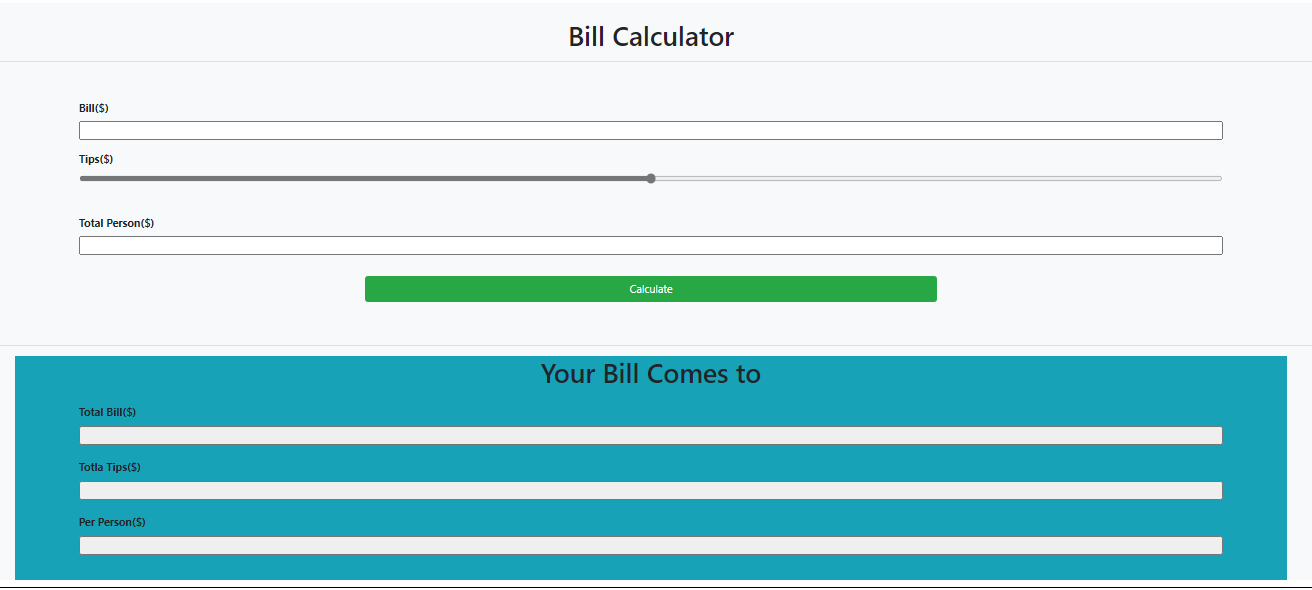 Bill Calculator
Bill($)
Tips($)
Total Person($)
Calculate
Your Bill Comes to
Total Bill($)
Totla Tips($)
Per Person($)